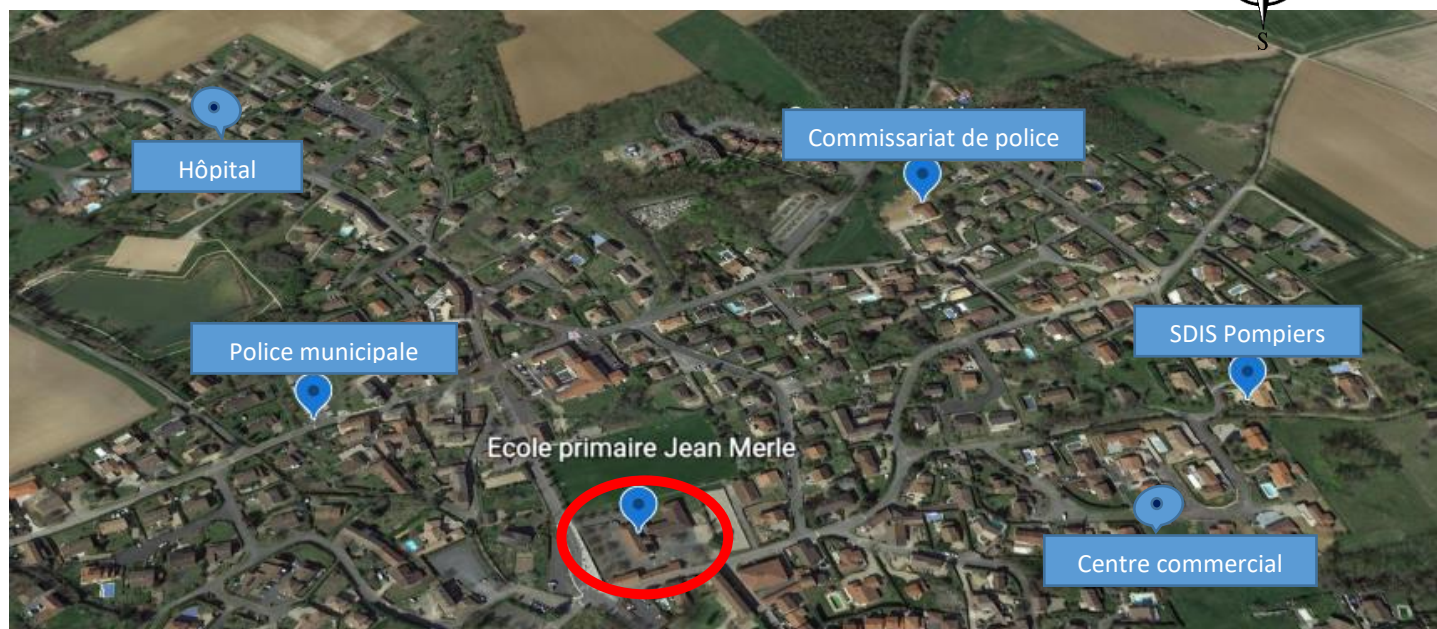 S
Commissariat de police
Hôpital
SDIS Pompiers
Police municipale
Ecole primaire Jean Merle
Centre commercial